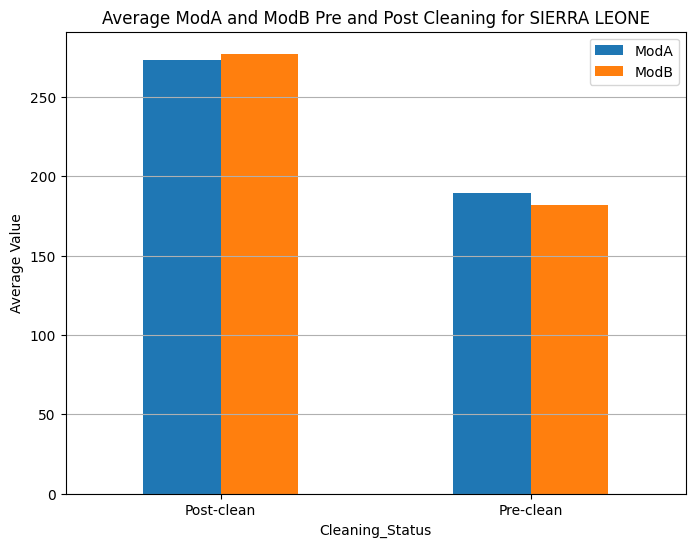 Average ModA and ModB Pre and Post Cleaning for SIERRA LEONE
ModA
ModB
250
200
150
100
50
0
Average Value
Post-clean
Pre-clean
Cleaning_Status